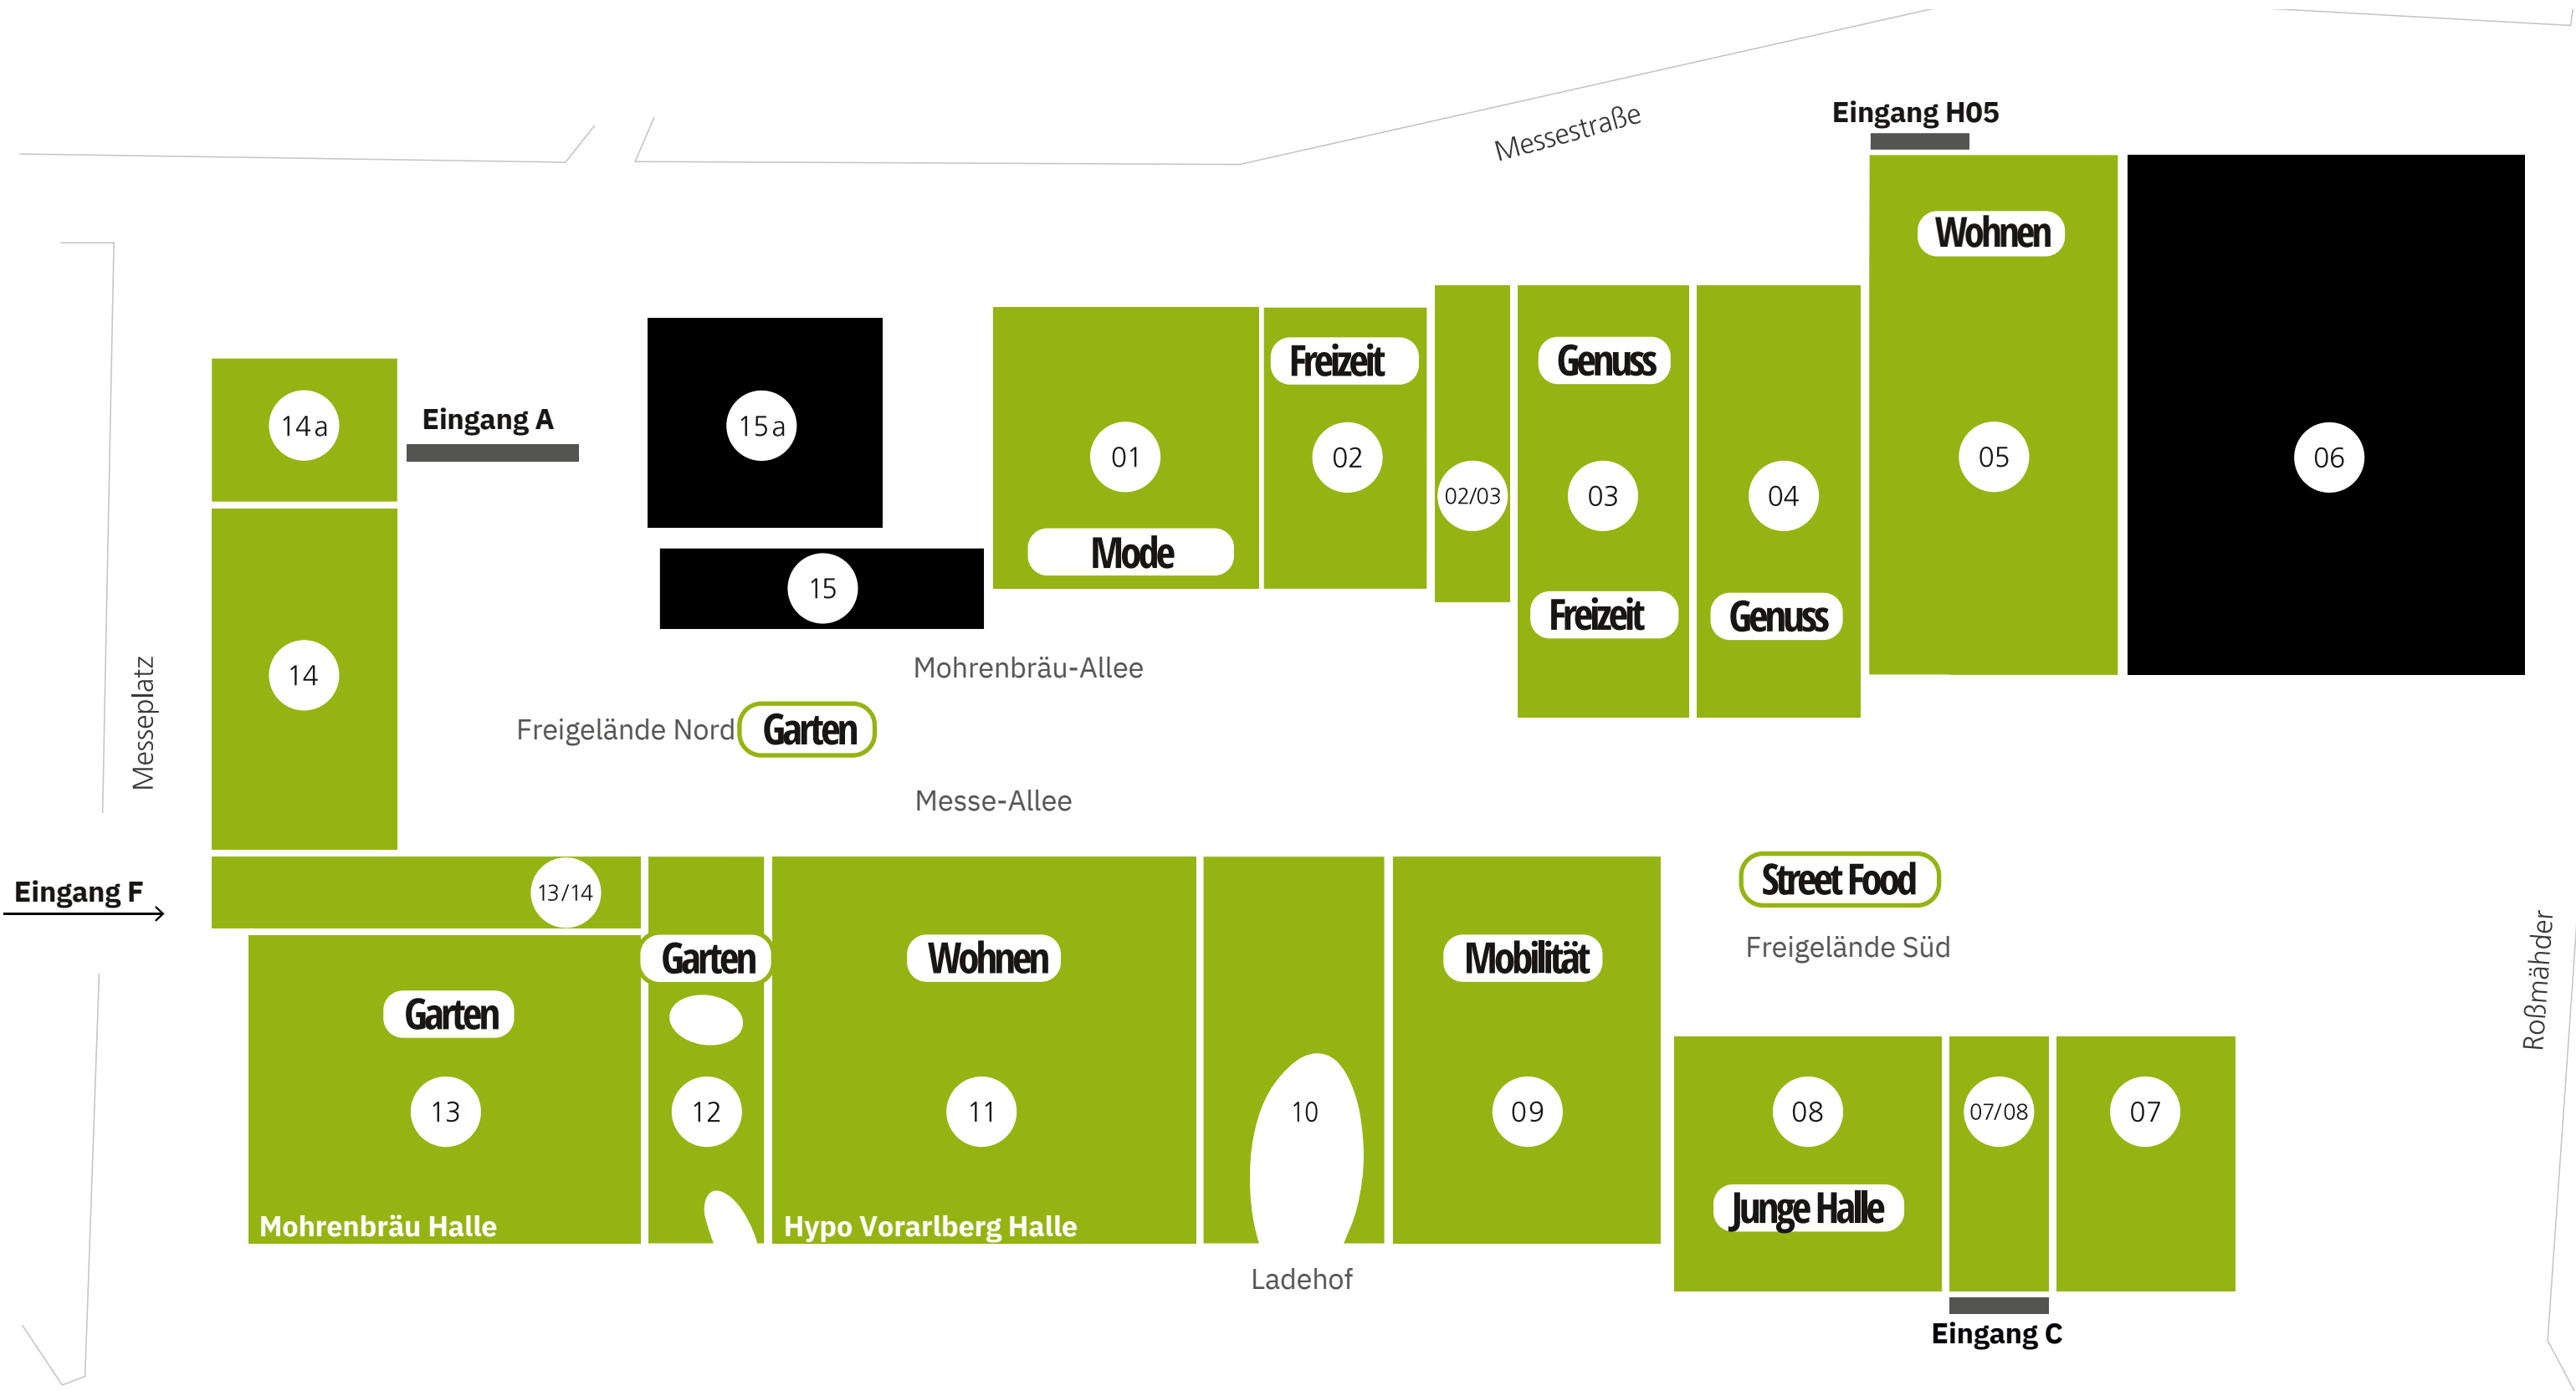 Messestraße
Eingang H05
Wohnen
Freizeit
Genuss
14a
Eingang A
15a
01
02
02/03
03
04
05
06
Mode
15
Freizeit
Genuss
14
Messeplatz
Mohrenbräu-Allee
Freigelände Nord
Garten
Messe-Allee
Eingang F
13/14
Street Food
Freigelände Süd
Roßmähder
Garten
Wohnen
Mobilität
Garten
13
12
11
10
09
08
07/08
07
Junge Halle
Mohrenbräu Halle
Hypo Vorarlberg Halle
Ladehof
Eingang C